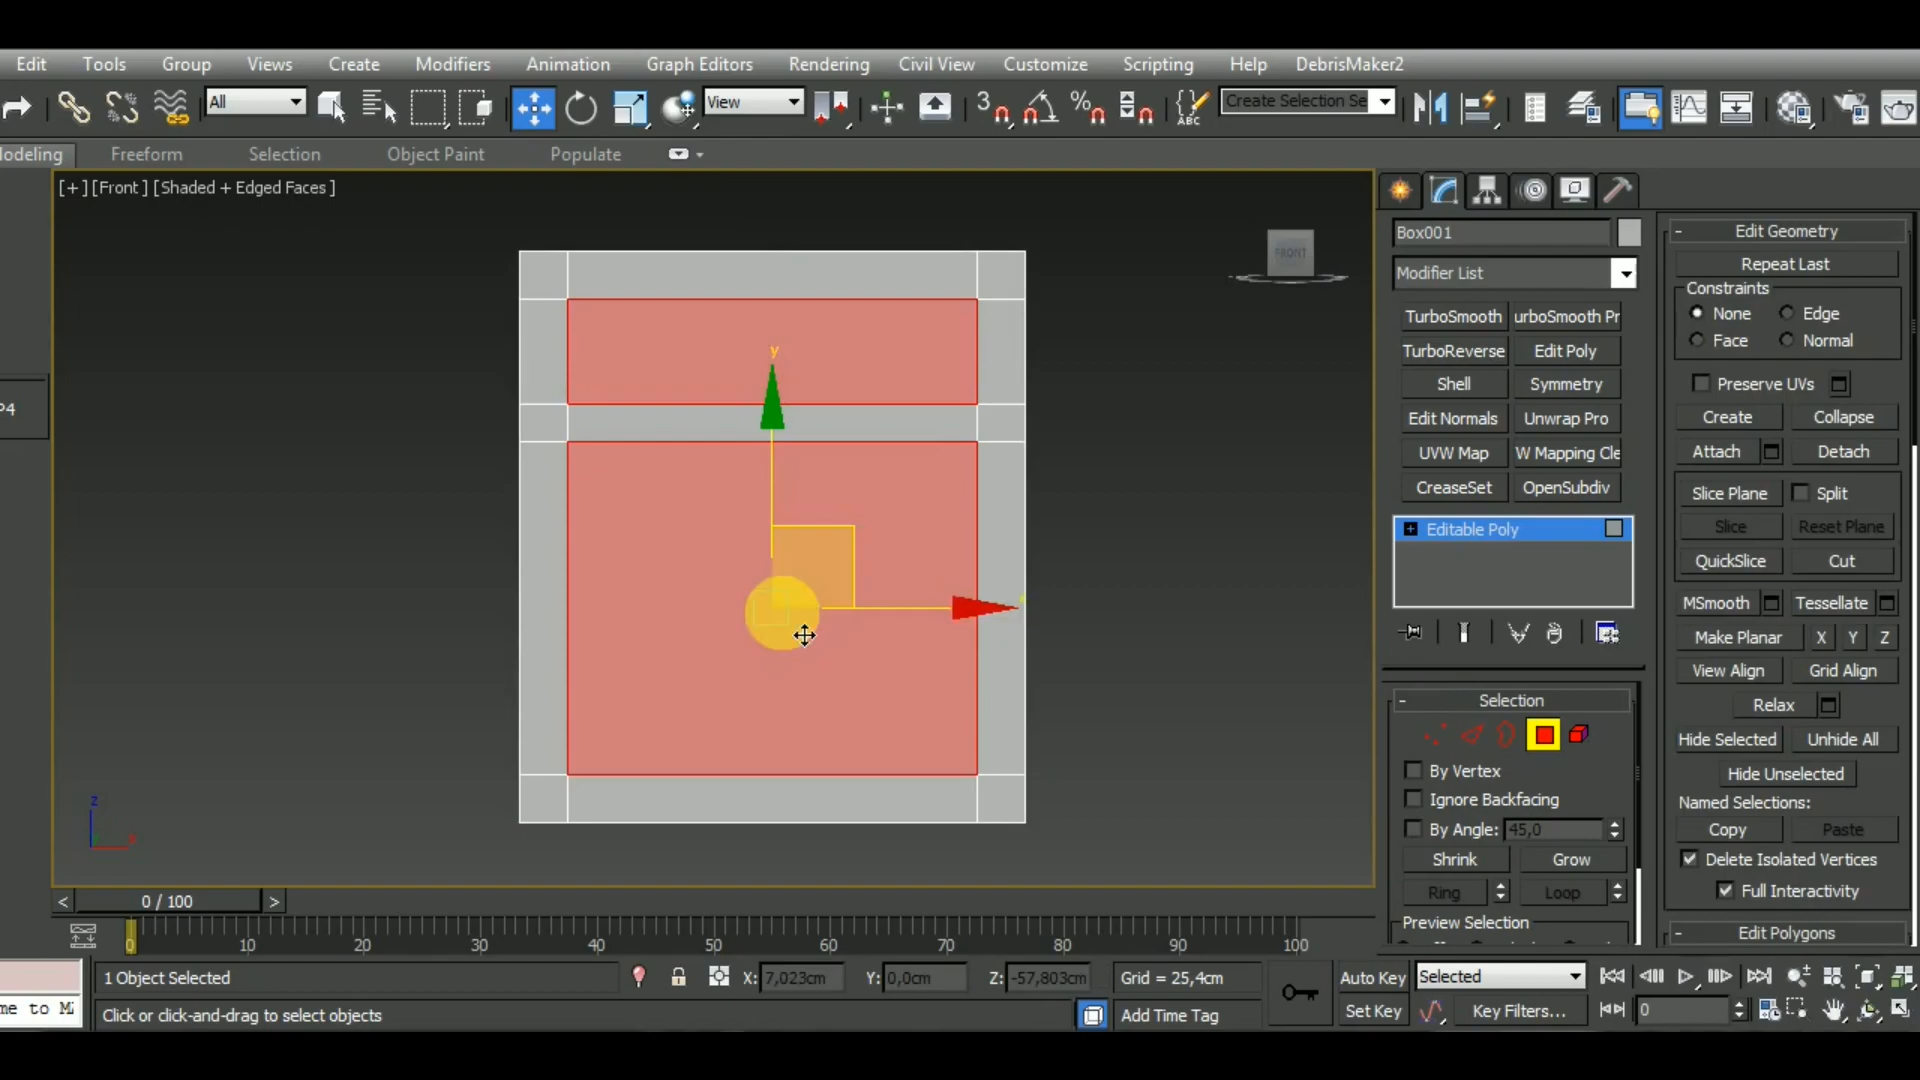 Edit Tools Group Views Create Modifiers Animation Graph Editors Rendering Civil View Customize Scripting Help DebrisMaker2
All View 3 % ABC Create Selection Se
odeling Freeform Selection Object Paint Populate
[+] [Front ] [Shaded + Edged Faces ]
FRONT
y
z
P4
Box001
Modifier List
TurboSmooth urboSmooth Pr
TurboReverse Edit Poly
Shell Symmetry
Edit Normals Unwrap Pro
UVW Map W Mapping Cle
CreaseSet OpenSubdiv
Editable Poly
- Selection
By Vertex
Ignore Backfacing
By Angle: 45,0
Shrink Grow
Ring Loop
Preview Selection
- Edit Geometry
Repeat Last
Constraints
None Edge
Face Normal
Preserve UVs
Create Collapse
Attach Detach
Slice Plane Split
Slice Reset Plane
QuickSlice Cut
MSmooth Tessellate
Make Planar X Y Z
View Align Grid Align
Relax
Hide Selected Unhide All
Hide Unselected
Named Selections:
Copy Paste
Delete Isolated Vertices
Full Interactivity
- Edit Polygons
< 0 / 100 >
0 10 20 30 40 50 60 70 80 90 100
1 Object Selected X: 7,023cm Y: 0,0cm Z: -57,803cm Grid = 25,4cm Auto Key Selected
me to M
Click or click-and-drag to select objects Add Time Tag Set Key Key Filters... 0